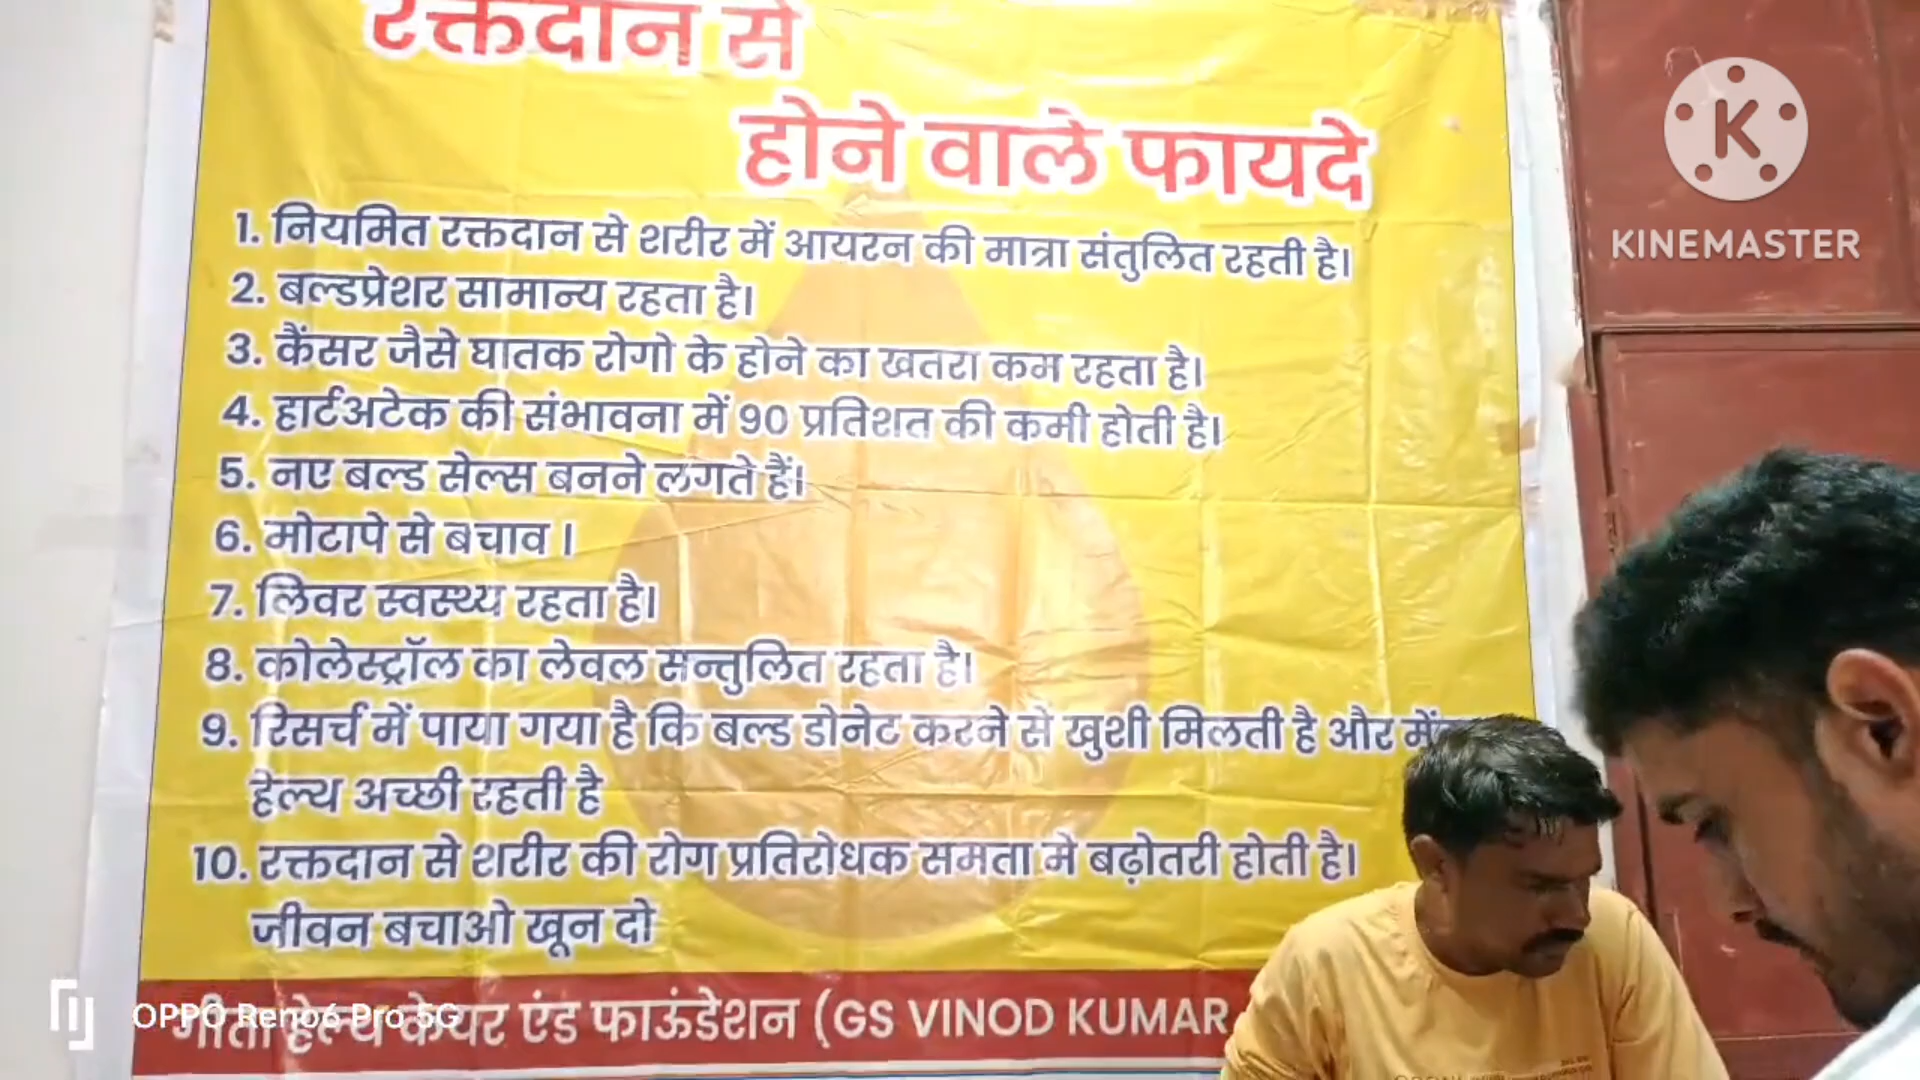 रक्तदान से
होने वाले फायदे
1. नियमित रक्तदान से शरीर में आयरन की मात्रा संतुलित रहती है।
2. बल्डप्रेशर सामान्य रहता है।
3. कैंसर जैसे घातक रोगो के होने का खतरा कम रहता है।
4. हार्टअटेक की संभावना में 90 प्रतिशत की कमी होती है।
5. नए बल्ड सेल्स बनने लगते हैं।
6. मोटापे से बचाव ।
7. लिवर स्वस्थ्य रहता है।
8. कोलेस्ट्रॉल का लेवल सन्तुलित रहता है।
9. रिसर्च में पाया गया है कि बल्ड डोनेट करने से खुशी मिलती है और
हेल्थ अच्छी रहती है
10. रक्तदान से शरीर की रोग प्रतिरोधक समता मे बढ़ोतरी होती है।
जीवन बचाओ खून दो
गीता हेल्थ केयर एंड फाऊंडेशन (GS VINOD KUMAR
OPPO Reno6 Pro 5G
K
KINEMASTER